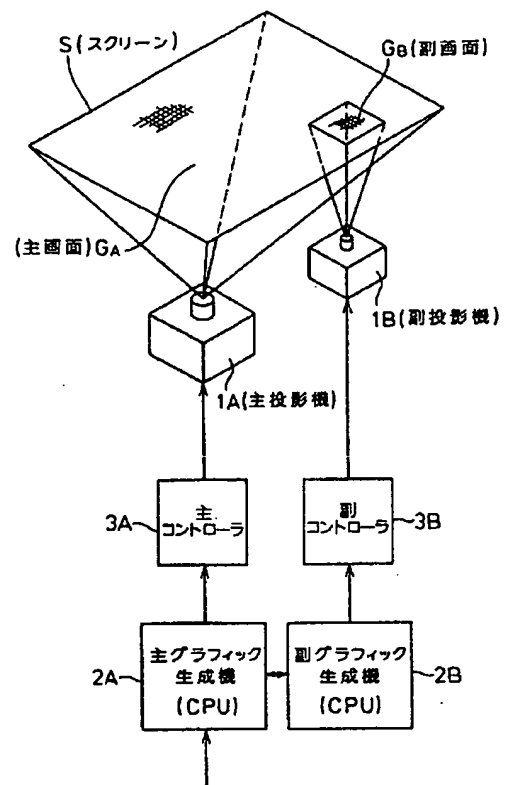 S(スクリーン)
GB(副画面)
(主画面)GA
1B(副投影機)
1A(主投影機)
3A
主
コントローラ
副
コントローラ
3B
2A
主グラフィック
生成機
(CPU)
副グラフィック
生成機
(CPU)
2B